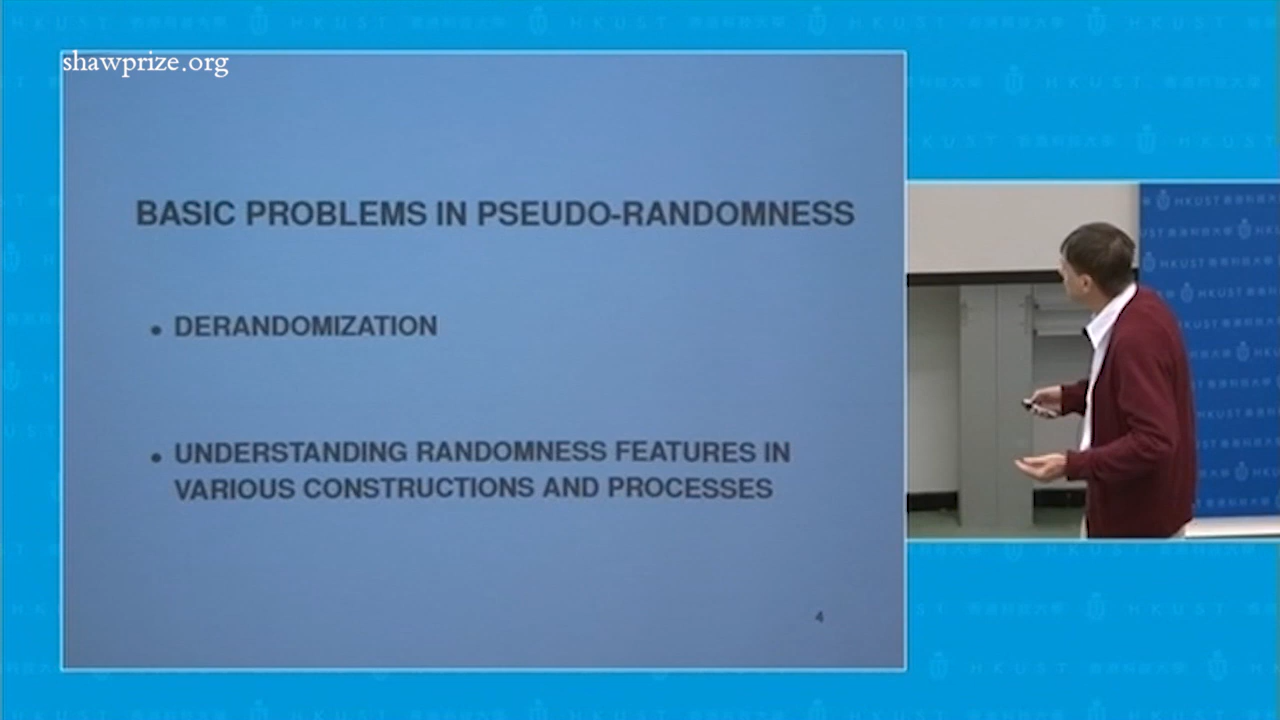 shawprize.org
BASIC PROBLEMS IN PSEUDO-RANDOMNESS
• DERANDOMIZATION
• UNDERSTANDING RANDOMNESS FEATURES IN
VARIOUS CONSTRUCTIONS AND PROCESSES
4
HKUST